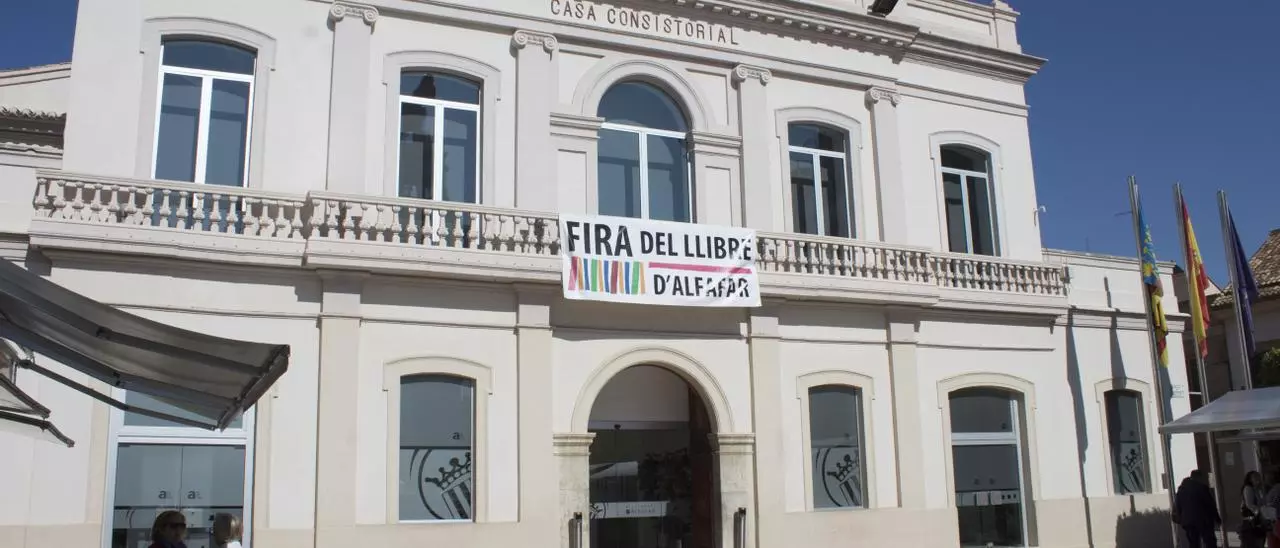 CASA CONSISTORIAL
FIRA DEL LLIBRE
D'ALFAFAR